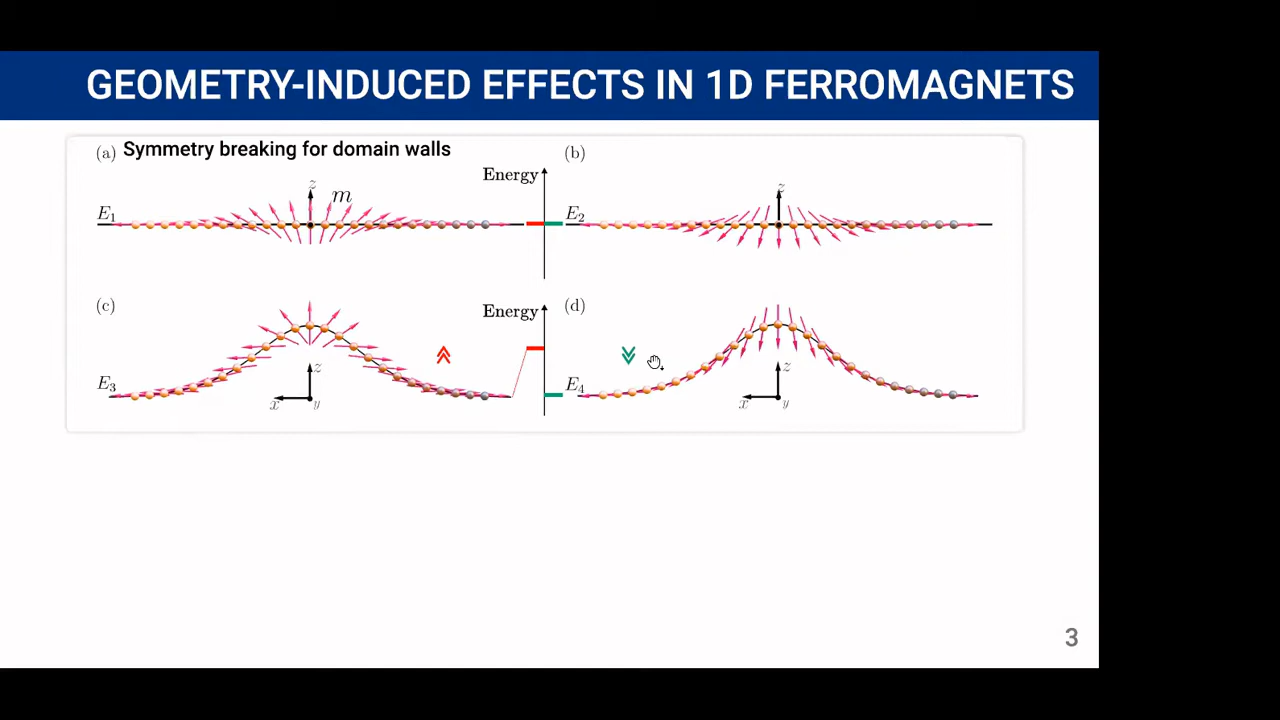 GEOMETRY-INDUCED EFFECTS IN 1D FERROMAGNETS
(a) Symmetry breaking for domain walls
(b)
Energy
z
m
z
E1
E2
(c)
Energy
(d)
z
z
E3
E4
x
y
x
y
3